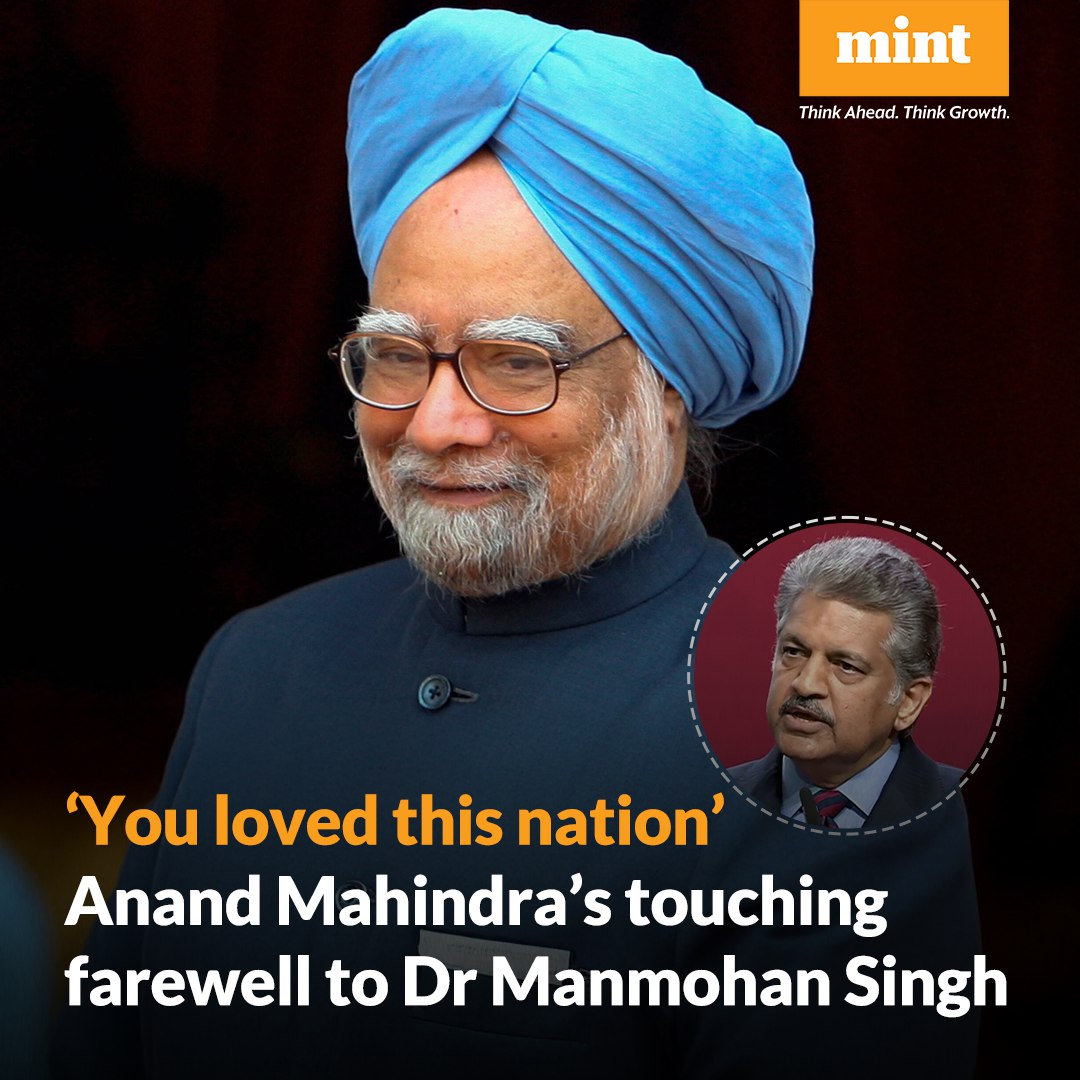 mint
Think Ahead. Think Growth.
‘You loved this nation’
Anand Mahindra’s touching
farewell to Dr Manmohan Singh